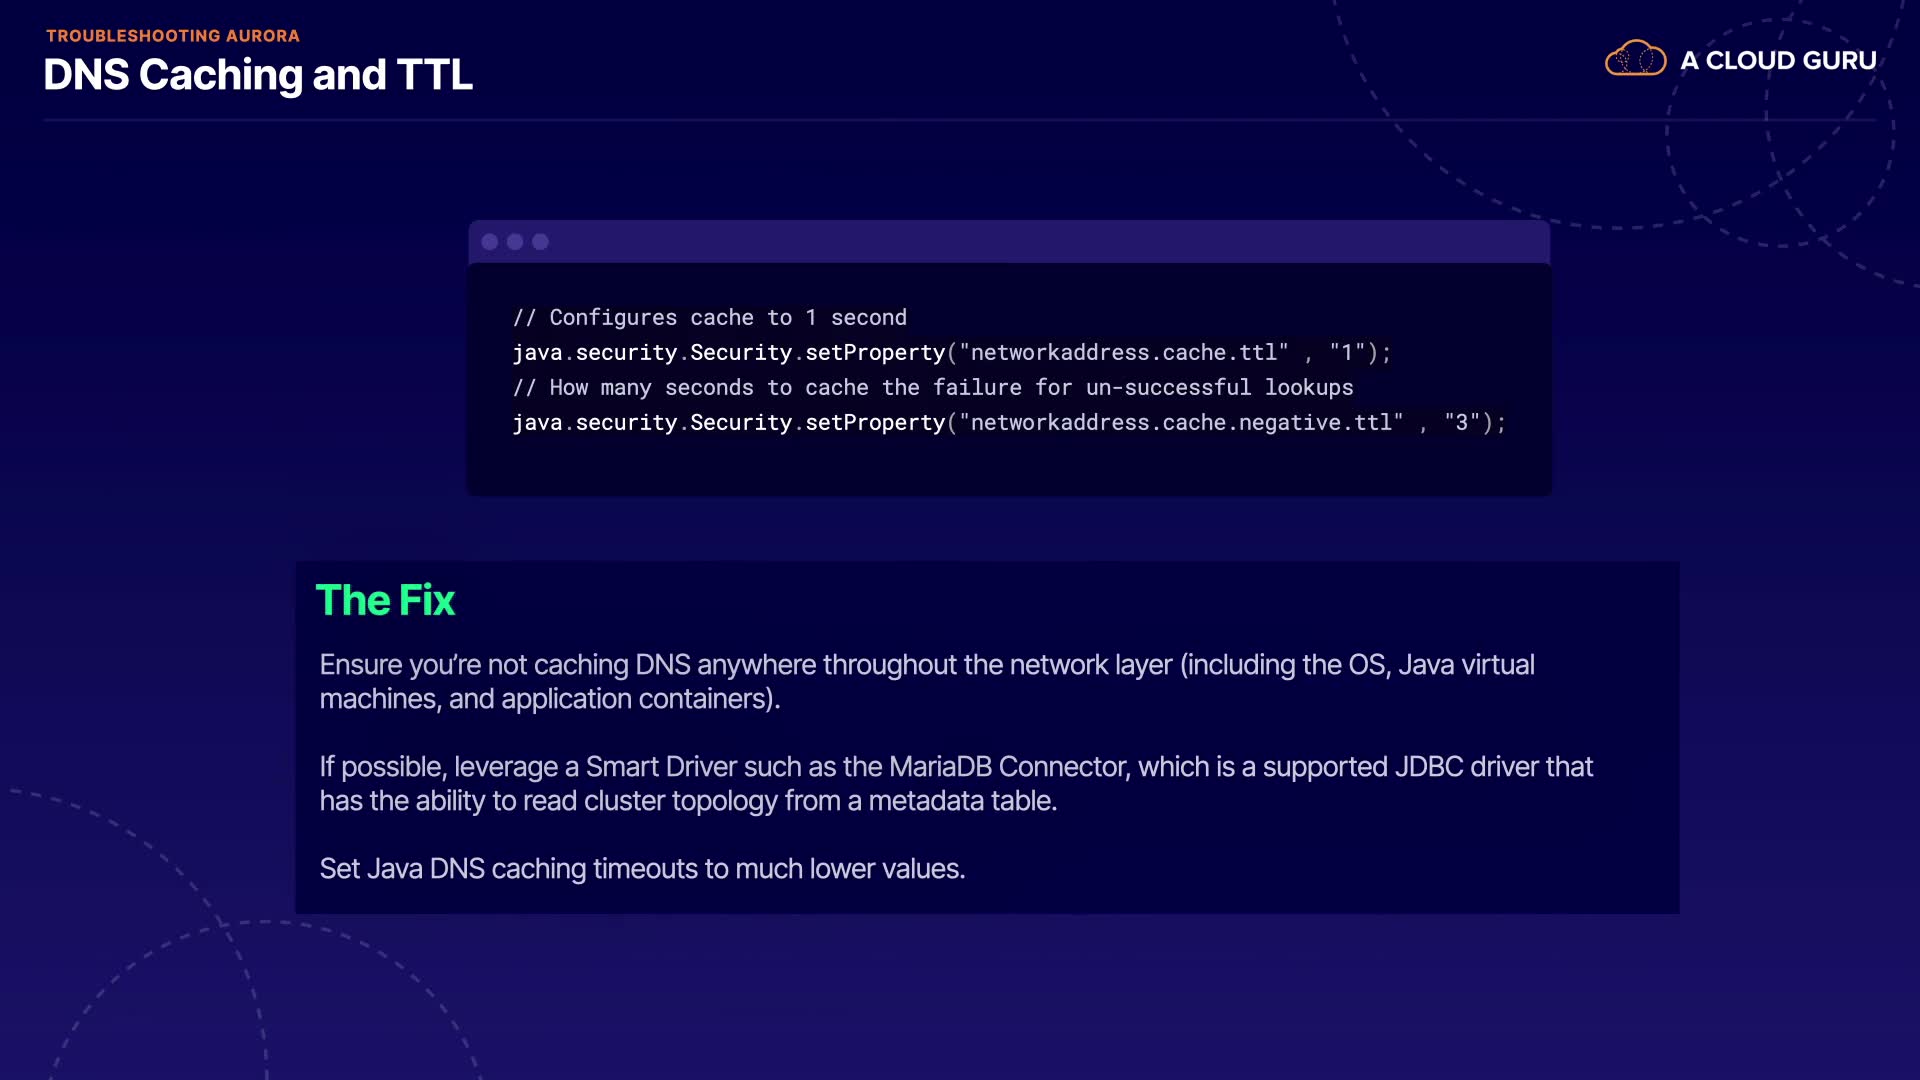 TROUBLESHOOTING AURORA
DNS Caching and TTL
A CLOUD GURU
// Configures cache to 1 second
java.security.Security.setProperty("networkaddress.cache.ttl" , "1");
// How many seconds to cache the failure for un-successful lookups
java.security.Security.setProperty("networkaddress.cache.negative.ttl" , "3");
The Fix
Ensure you’re not caching DNS anywhere throughout the network layer (including the OS, Java virtual
machines, and application containers).
If possible, leverage a Smart Driver such as the MariaDB Connector, which is a supported JDBC driver that
has the ability to read cluster topology from a metadata table.
Set Java DNS caching timeouts to much lower values.